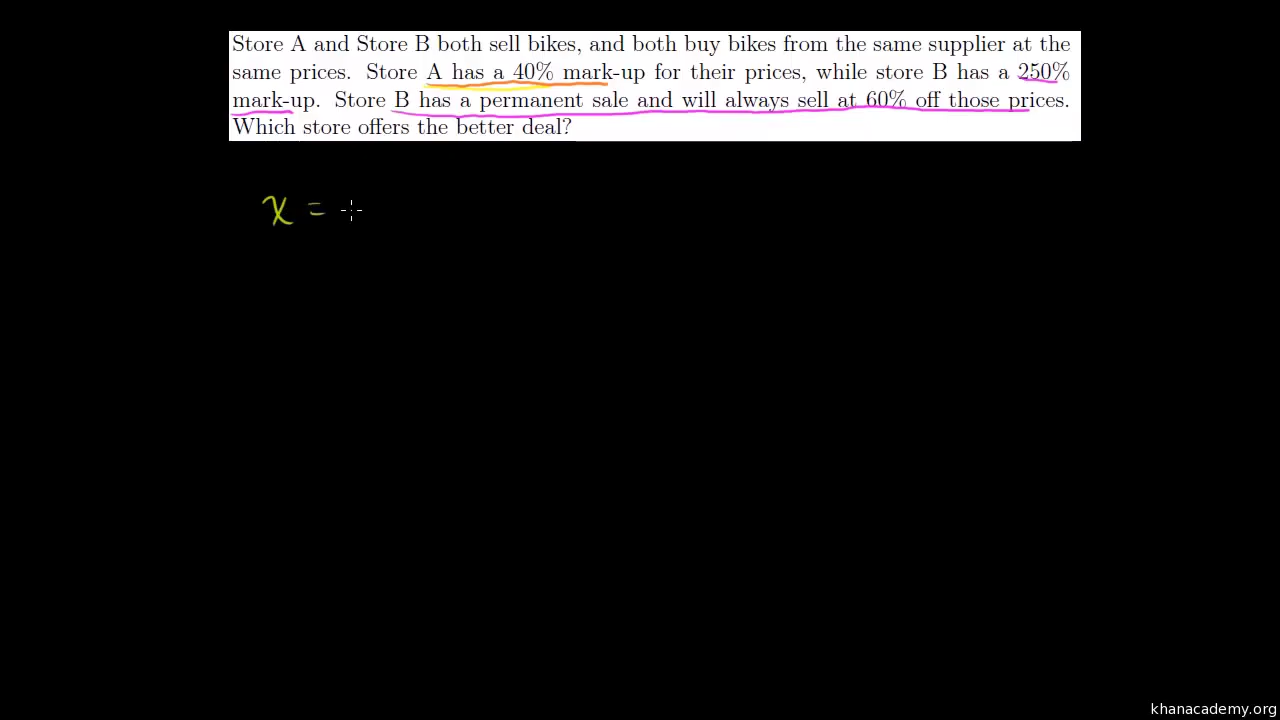 Store A and Store B both sell bikes, and both buy bikes from the same supplier at the
same prices. Store A has a 40% mark-up for their prices, while store B has a 250%
mark-up. Store B has a permanent sale and will always sell at 60% off those prices.
Which store offers the better deal?
x =
khanacademy.org